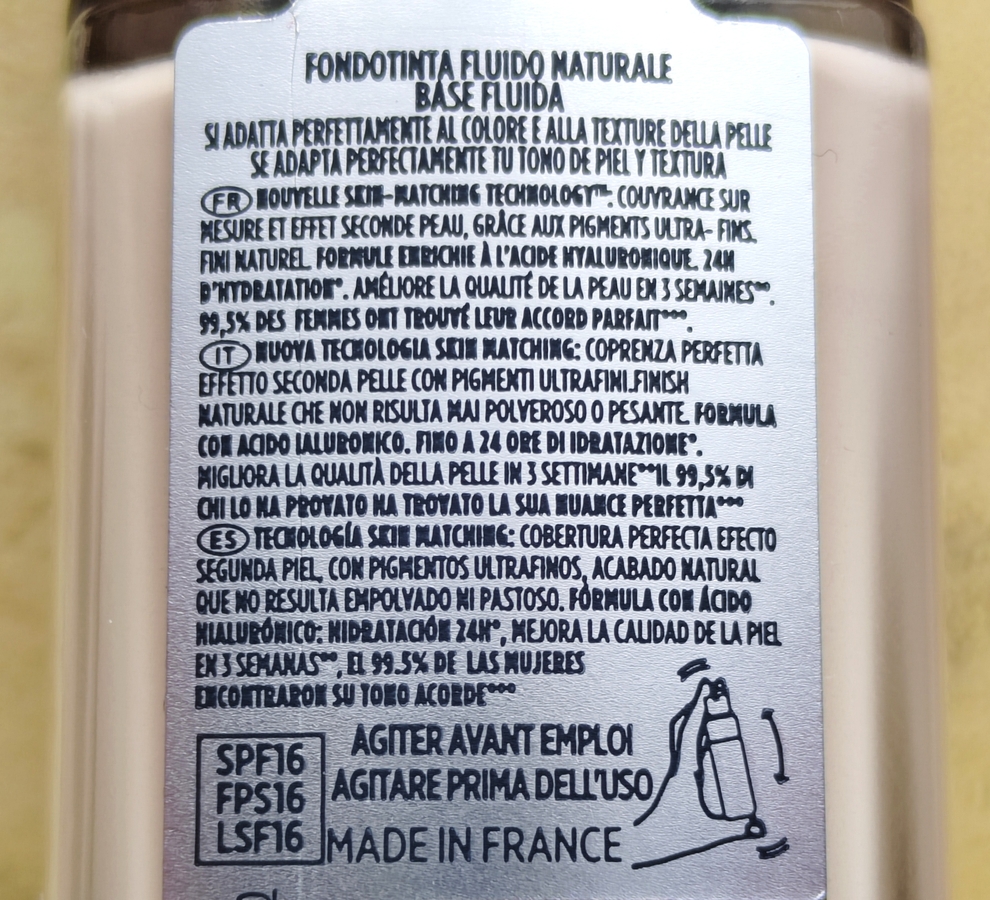 FONDOTINTA FLUIDO NATURALE
BASE FLUIDA
SI ADATTA PERFETTAMENTE AL COLORE E ALLA TEXTURE DELLA PELLE
SE ADAPTA PERFECTAMENTE TU TONO DE PIEL Y TEXTURA
FR NOUVELLE SKIN-MATCHING TECHNOLOGY™: COUVRANCE SUR
MESURE ET EFFET SECONDE PEAU, GRÂCE AUX PIGMENTS ULTRA- FINS.
FINI NATUREL. FORMULE ENRICHIE À L'ACIDE HYALURONIQUE. 24H
D'HYDRATATION*. AMÉLIORE LA QUALITÉ DE LA PEAU EN 3 SEMAINES**.
99,5% DES FEMMES ONT TROUVÉ LEUR ACCORD PARFAIT***.
IT NUOVA TECNOLOGIA SKIN MATCHING: COPRENZA PERFETTA
EFFETTO SECONDA PELLE CON PIGMENTI ULTRAFINI.FINISH
NATURALE CHE NON RISULTA MAI POLVEROSO O PESANTE. FORMULA
CON ACIDO IALURONICO. FINO A 24 ORE DI IDRATAZIONE*.
MIGLIORA LA QUALITÀ DELLA PELLE IN 3 SETTIMANE**IL 99,5% DI
CHI LO HA PROVATO HA TROVATO LA SUA NUANCE PERFETTA***
ES TECNOLOGÍA SKIN MATCHING: COBERTURA PERFECTA EFECTO
SEGUNDA PIEL, CON PIGMENTOS ULTRAFINOS, ACABADO NATURAL
QUE NO RESULTA EMPOLVADO NI PASTOSO. FÓRMULA CON ÁCIDO
HIALURÓNICO: HIDRATACIÓN 24H*, MEJORA LA CALIDAD DE LA PIEL
EN 3 SEMANAS**, EL 99.5% DE LAS MUJERES
ENCONTRARON SU TONO ACORDE***
AGITER AVANT EMPLOI
AGITARE PRIMA DELL'USO
MADE IN FRANCE
SPF16
FPS16
LSF16